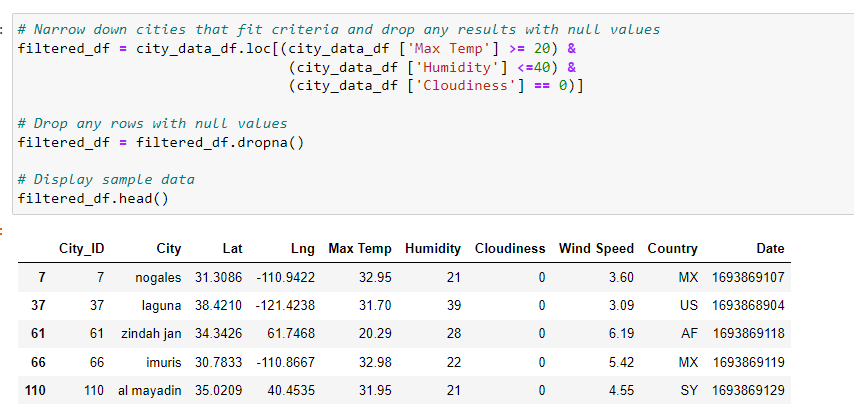 :
# Narrow down cities that fit criteria and drop any results with null values
filtered_df = city_data_df.loc[(city_data_df ['Max Temp'] >= 20) &
(city_data_df ['Humidity'] <=40) &
(city_data_df ['Cloudiness'] == 0)]
# Drop any rows with null values
filtered_df = filtered_df.dropna()
# Display sample data
filtered_df.head()
:
City_ID City Lat Lng Max Temp Humidity Cloudiness Wind Speed Country Date
7 7 nogales 31.3086 -110.9422 32.95 21 0 3.60 MX 1693869107
37 37 laguna 38.4210 -121.4238 31.70 39 0 3.09 US 1693868904
61 61 zindah jan 34.3426 61.7468 20.29 28 0 6.19 AF 1693869118
66 66 imuris 30.7833 -110.8667 32.98 22 0 5.42 MX 1693869119
110 110 al mayadin 35.0209 40.4535 31.95 21 0 4.55 SY 1693869129